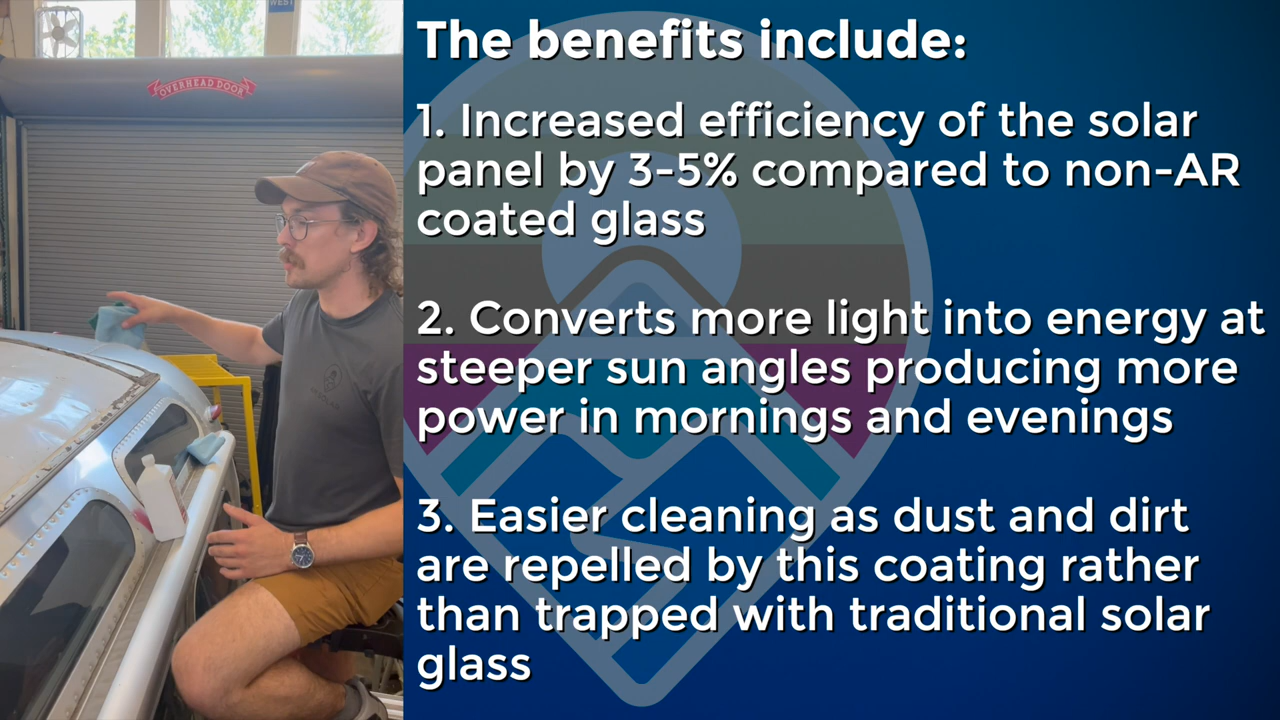 WEST
OVERHEAD DOOR
The benefits include:
1. Increased efficiency of the solar
panel by 3-5% compared to non-AR
coated glass
2. Converts more light into energy at
steeper sun angles producing more
power in mornings and evenings
3. Easier cleaning as dust and dirt
are repelled by this coating rather
than trapped with traditional solar
glass